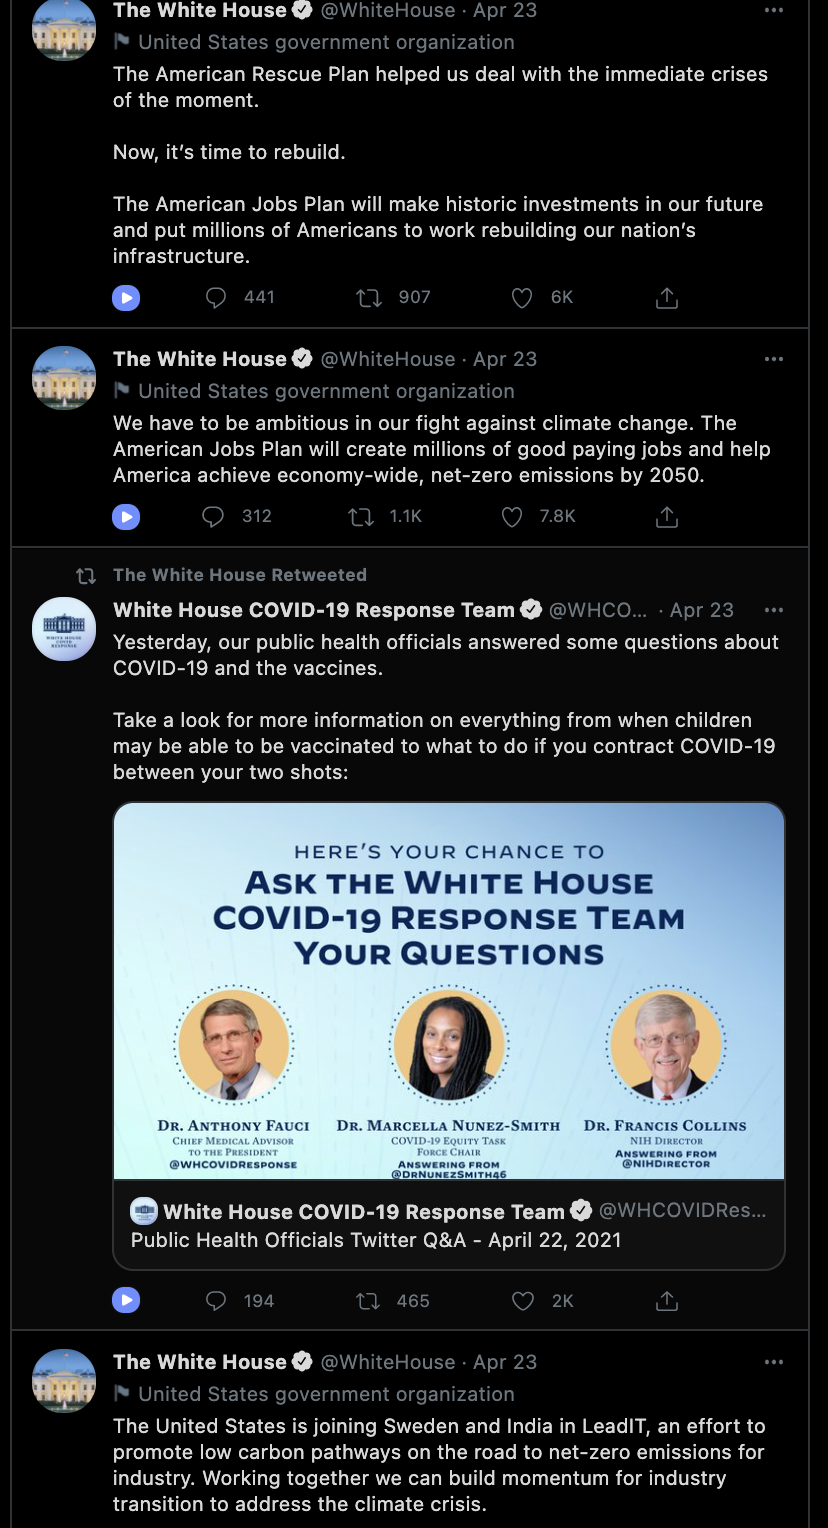 The White House @WhiteHouse · Apr 23
United States government organization
The American Rescue Plan helped us deal with the immediate crises
of the moment.
Now, it’s time to rebuild.
The American Jobs Plan will make historic investments in our future
and put millions of Americans to work rebuilding our nation’s
infrastructure.
441 907 6K
The White House @WhiteHouse · Apr 23
United States government organization
We have to be ambitious in our fight against climate change. The
American Jobs Plan will create millions of good paying jobs and help
America achieve economy-wide, net-zero emissions by 2050.
312 1.1K 7.8K
The White House Retweeted
White House COVID-19 Response Team @WHCO... · Apr 23
WHITE HOUSE
COVID
RESPONSE
Yesterday, our public health officials answered some questions about
COVID-19 and the vaccines.
Take a look for more information on everything from when children
may be able to be vaccinated to what to do if you contract COVID-19
between your two shots:
HERE’S YOUR CHANCE TO
ASK THE WHITE HOUSE
COVID-19 RESPONSE TEAM
YOUR QUESTIONS
DR. ANTHONY FAUCI
CHIEF MEDICAL ADVISOR
TO THE PRESIDENT
@WHCOVIDRESPONSE
DR. MARCELLA NUNEZ-SMITH
COVID-19 EQUITY TASK
FORCE CHAIR
ANSWERING FROM
@DRNUNEZSMITH46
DR. FRANCIS COLLINS
NIH DIRECTOR
ANSWERING FROM
@NIHDIRECTOR
White House COVID-19 Response Team @WHCOVIDRes...
Public Health Officials Twitter Q&A - April 22, 2021
194 465 2K
The White House @WhiteHouse · Apr 23
United States government organization
The United States is joining Sweden and India in LeadIT, an effort to
promote low carbon pathways on the road to net-zero emissions for
industry. Working together we can build momentum for industry
transition to address the climate crisis.